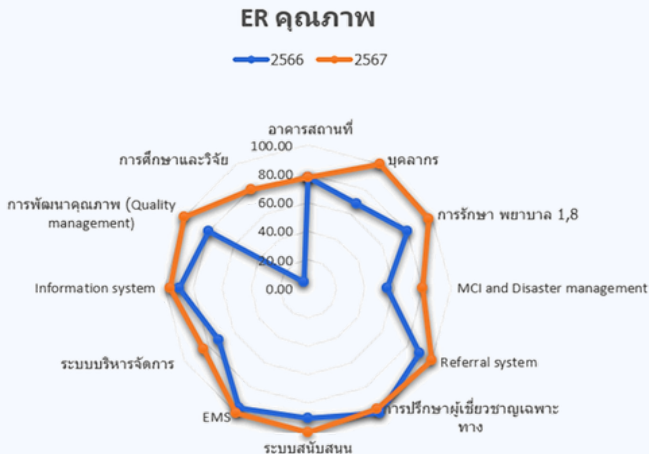 ER คุณภาพ
2566 2567
อาคารสถานที่
100.00
การศึกษาและวิจัย
บุคลากร
80.00
การพัฒนาคุณภาพ (Quality
management)
60.00
การรักษา พยาบาล 1,8
40.00
20.00
Information system
0.00
MCI and Disaster management
ระบบบริหารจัดการ
Referral system
EMS
การปรึกษาผู้เชี่ยวชาญเฉพาะ
ทาง
ระบบสนับสนุน